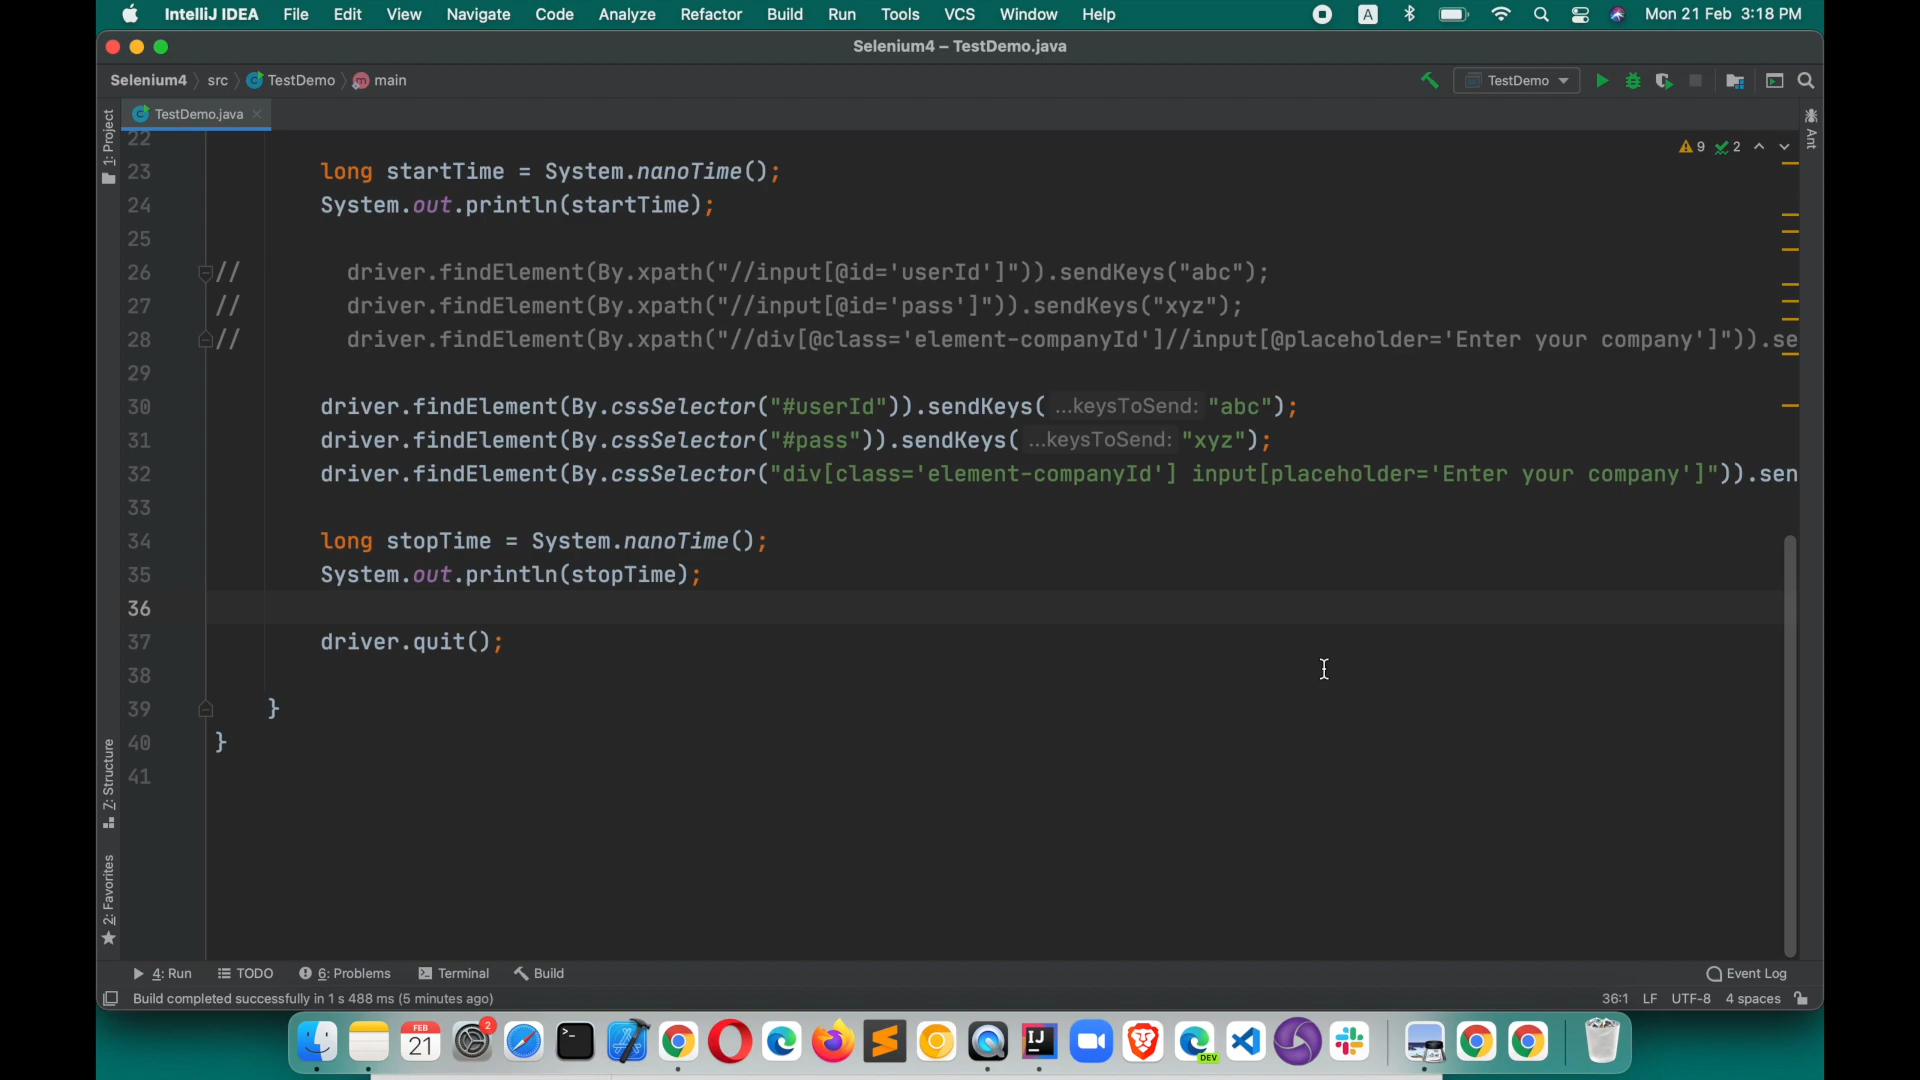 IntelliJ IDEA File Edit View Navigate Code Analyze Refactor Build Run Tools VCS Window Help A Mon 21 Feb 3:18 PM
Selenium4 – TestDemo.java
Selenium4 src TestDemo m main TestDemo
TestDemo.java
1: Project
Ant
9 2
22
23 long startTime = System.nanoTime();
24 System.out.println(startTime);
25
26 // driver.findElement(By.xpath("//input[@id='userId']")).sendKeys("abc");
27 // driver.findElement(By.xpath("//input[@id='pass']")).sendKeys("xyz");
28 // driver.findElement(By.xpath("//div[@class='element-companyId']//input[@placeholder='Enter your company']")).se
29
30 driver.findElement(By.cssSelector("#userId")).sendKeys( ...keysToSend: "abc");
31 driver.findElement(By.cssSelector("#pass")).sendKeys( ...keysToSend: "xyz");
32 driver.findElement(By.cssSelector("div[class='element-companyId'] input[placeholder='Enter your company']")).sen
33
34 long stopTime = System.nanoTime();
35 System.out.println(stopTime);
36
37 driver.quit();
38
39 }
40 }
41
Z: Structure
2: Favorites
4: Run TODO 6: Problems Terminal Build Event Log
Build completed successfully in 1 s 488 ms (5 minutes ago) 36:1 LF UTF-8 4 spaces
FEB
21
2
>_
IJ
DEV